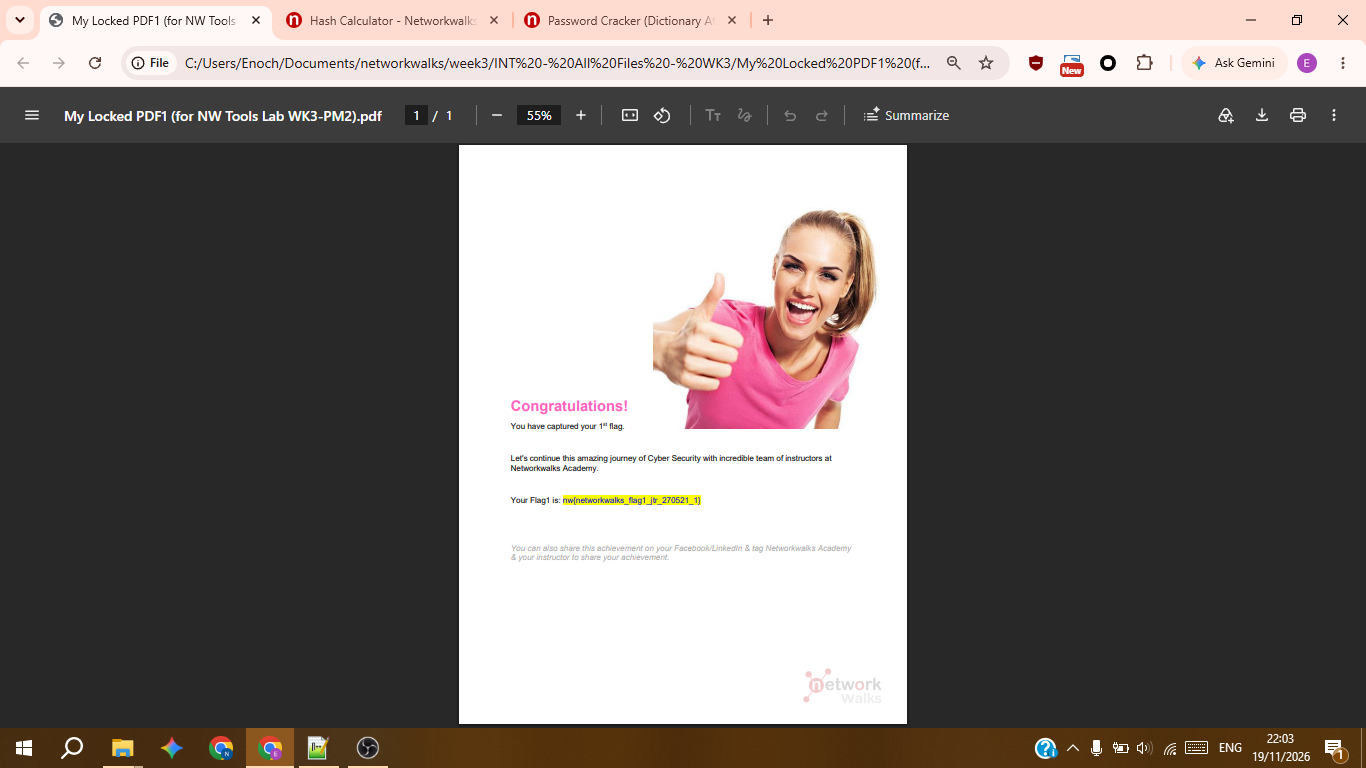 My Locked PDF1 (for NW Tools
Hash Calculator - Networkwalks
Password Cracker (Dictionary A
File
C:/Users/Enoch/Documents/networkwalks/week3/INT%20-%20All%20Files%20-%20WK3/My%20Locked%20PDF1%20(f...
New
Ask Gemini
E
My Locked PDF1 (for NW Tools Lab WK3-PM2).pdf
1 / 1
55%
Summarize
Congratulations!
You have captured your 1st flag.
Let's continue this amazing journey of Cyber Security with incredible team of instructors at
Networkwalks Academy.
Your Flag1 is: nw{networkwalks_flag1_jtr_270521_1}
You can also share this achievement on your Facebook/LinkedIn & tag Networkwalks Academy
& your instructor to share your achievement.
network
Walks
ENG
22:03
19/11/2026
1